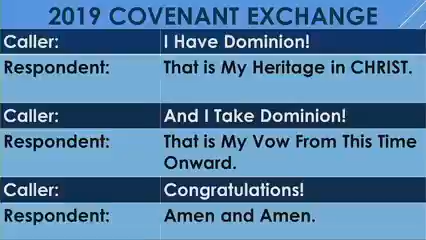 2019 COVENANT EXCHANGE
Caller: I Have Dominion!
Respondent: That is My Heritage in CHRIST.
Caller: And I Take Dominion!
Respondent: That is My Vow From This Time
Onward.
Caller: Congratulations!
Respondent: Amen and Amen.